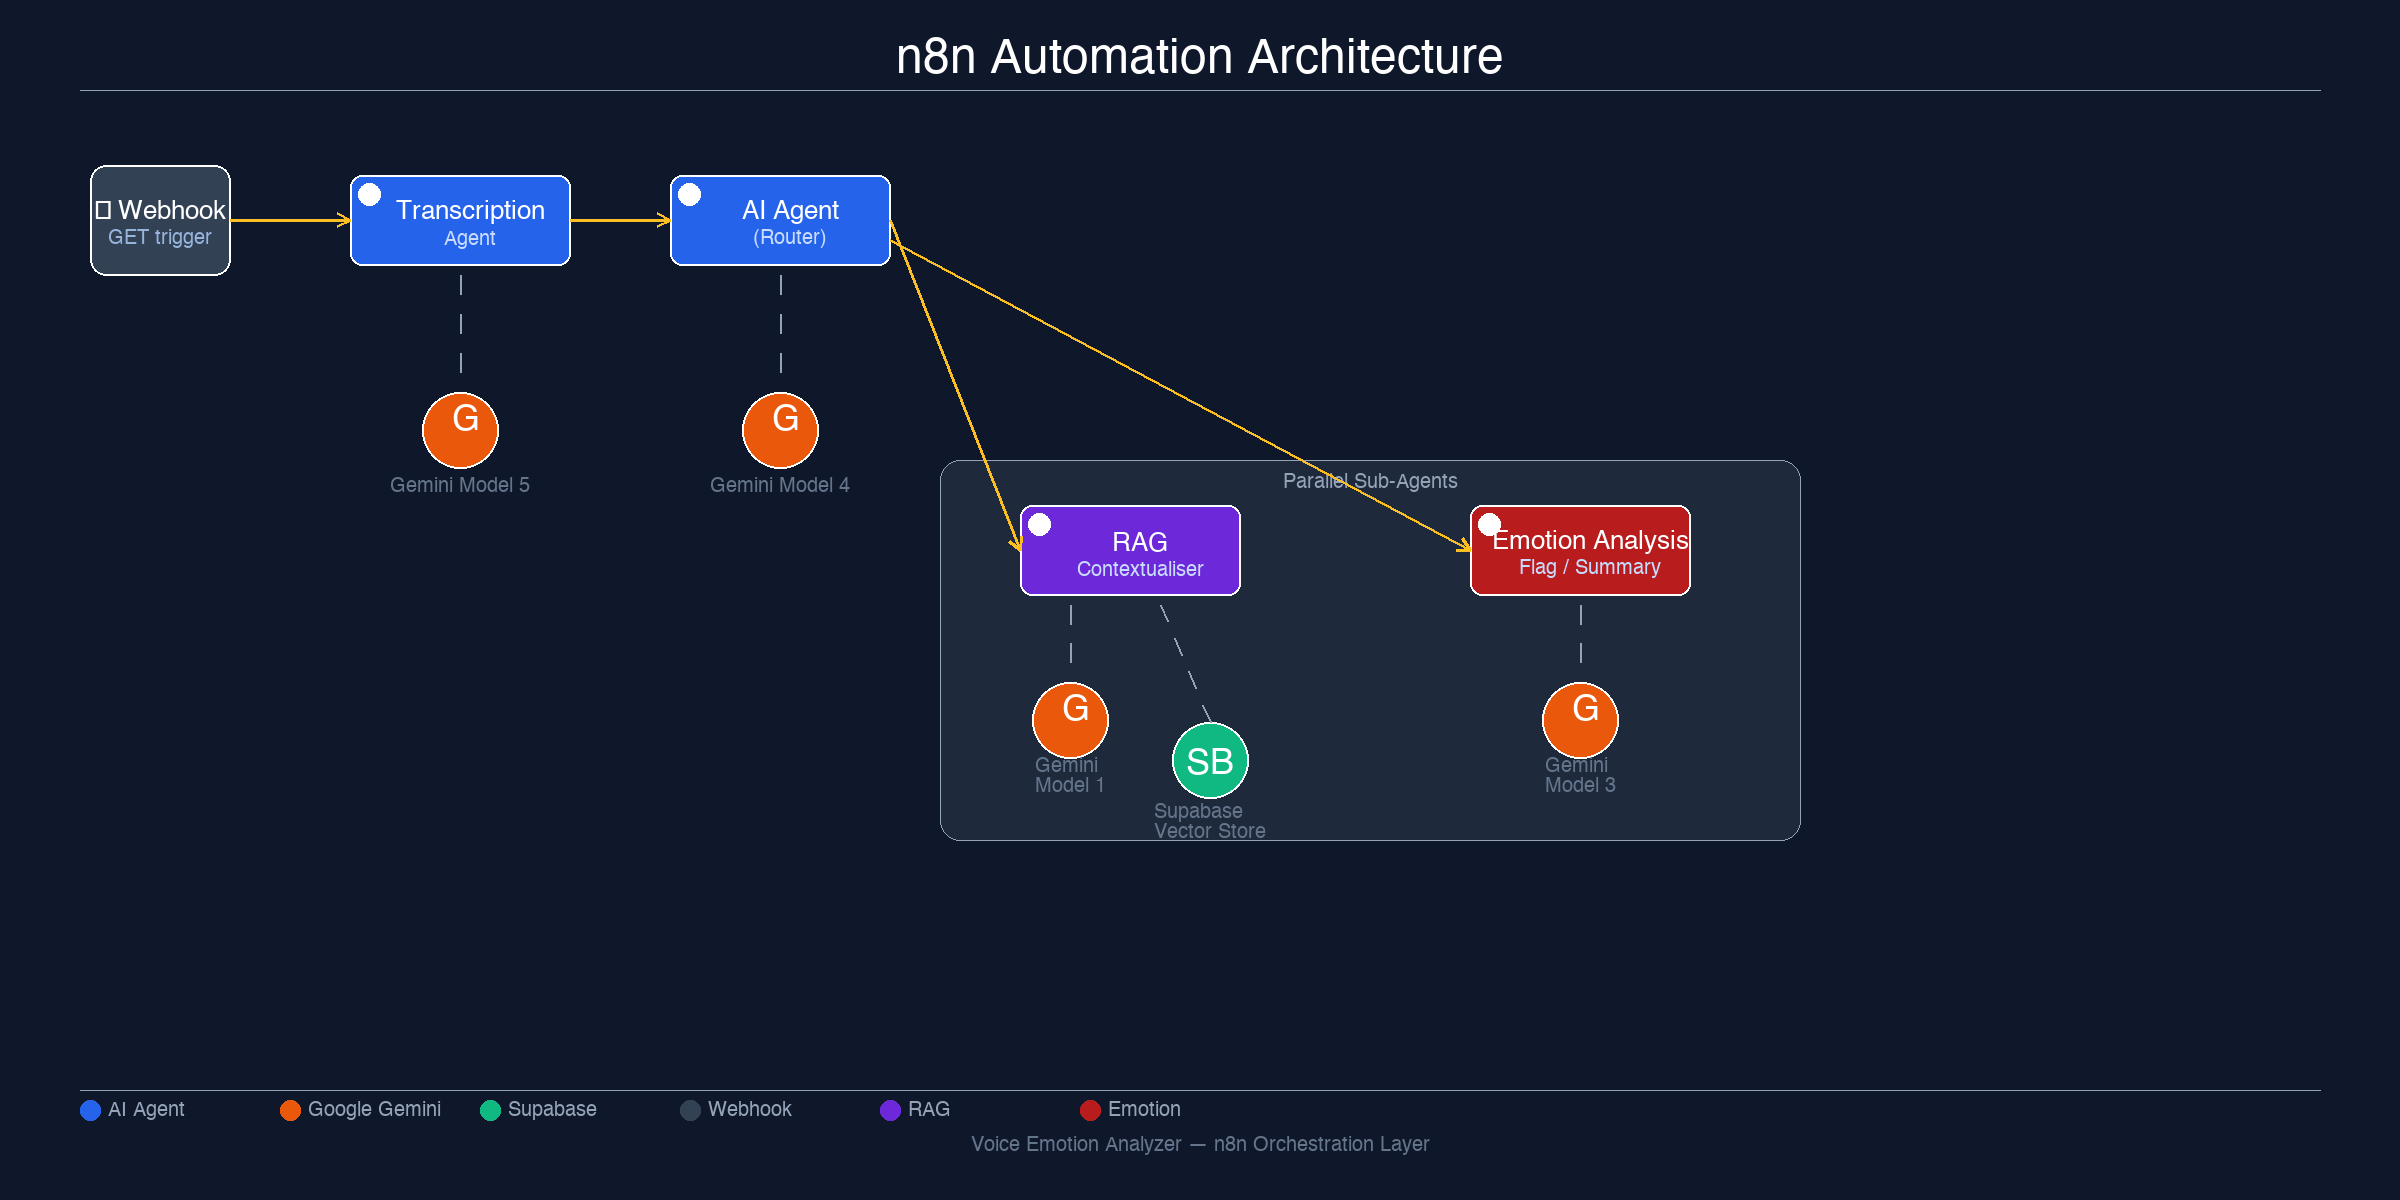 n8n Automation Architecture
Webhook
GET trigger
Transcription
Agent
AI Agent
(Router)
G
Gemini Model 5
G
Gemini Model 4
Parallel Sub-Agents
RAG
Contextualiser
Emotion Analysis
Flag / Summary
G
Gemini
Model 1
SB
Supabase
Vector Store
G
Gemini
Model 3
AI Agent
Google Gemini
Supabase
Webhook
RAG
Emotion
Voice Emotion Analyzer — n8n Orchestration Layer